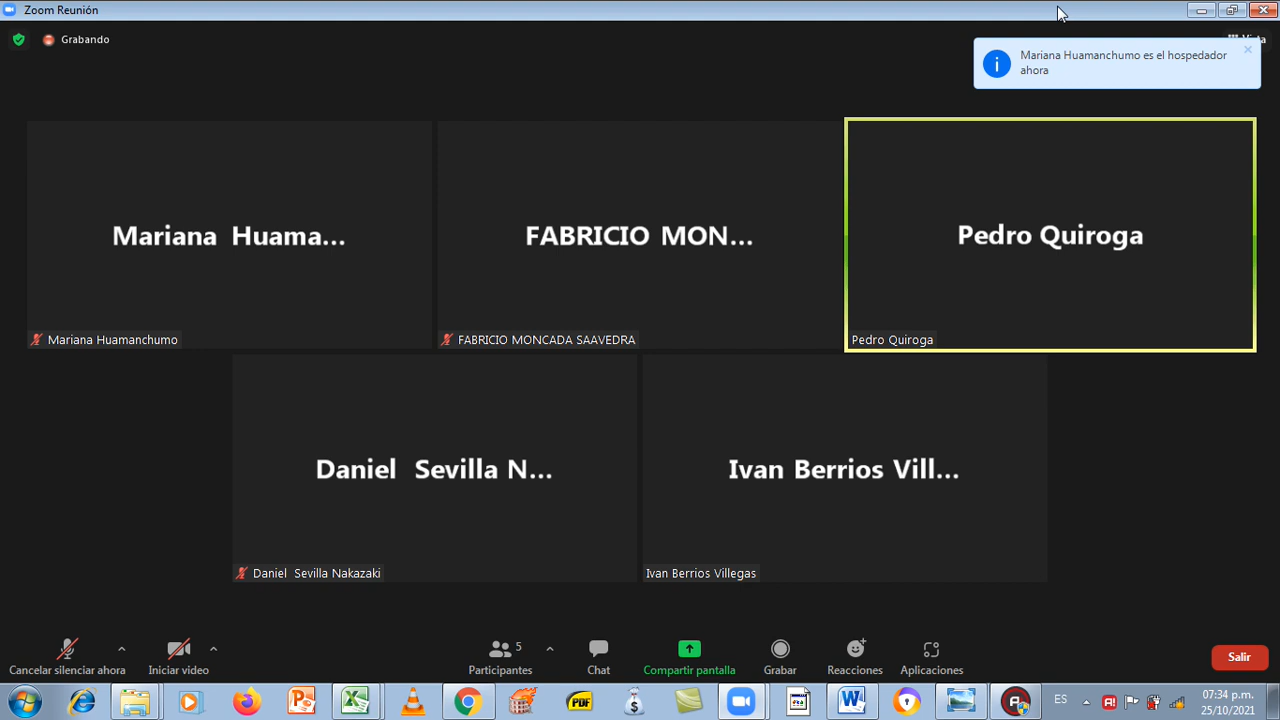 Zoom Reunión
Grabando
Mariana Huamanchumo es el hospedador
ahora
Mariana Huama...
FABRICIO MON...
Pedro Quiroga
Mariana Huamanchumo
FABRICIO MONCADA SAAVEDRA
Pedro Quiroga
Daniel Sevilla N...
Ivan Berrios Vill...
Daniel Sevilla Nakazaki
Ivan Berrios Villegas
Cancelar silenciar ahora
Iniciar video
5
Participantes
Chat
Compartir pantalla
Grabar
Reacciones
Aplicaciones
Salir
PDF
ES
07:34 p.m.
25/10/2021